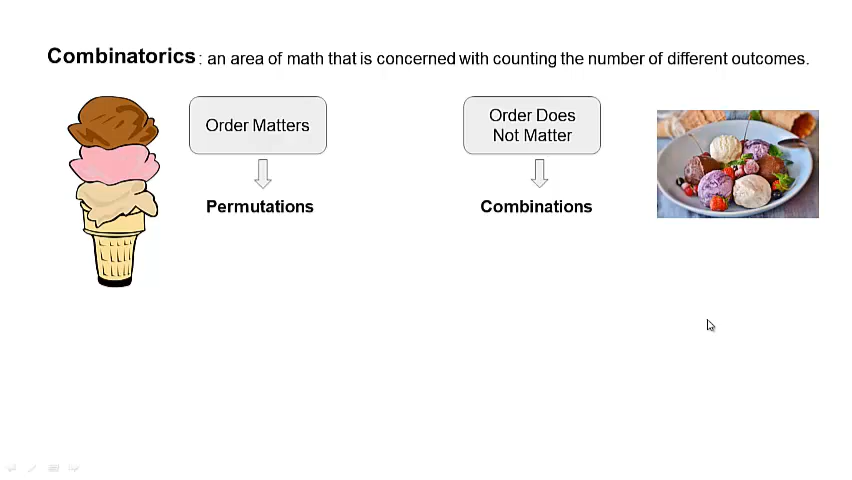 Combinatorics : an area of math that is concerned with counting the number of different outcomes.
Order Matters
Permutations
Order Does
Not Matter
Combinations